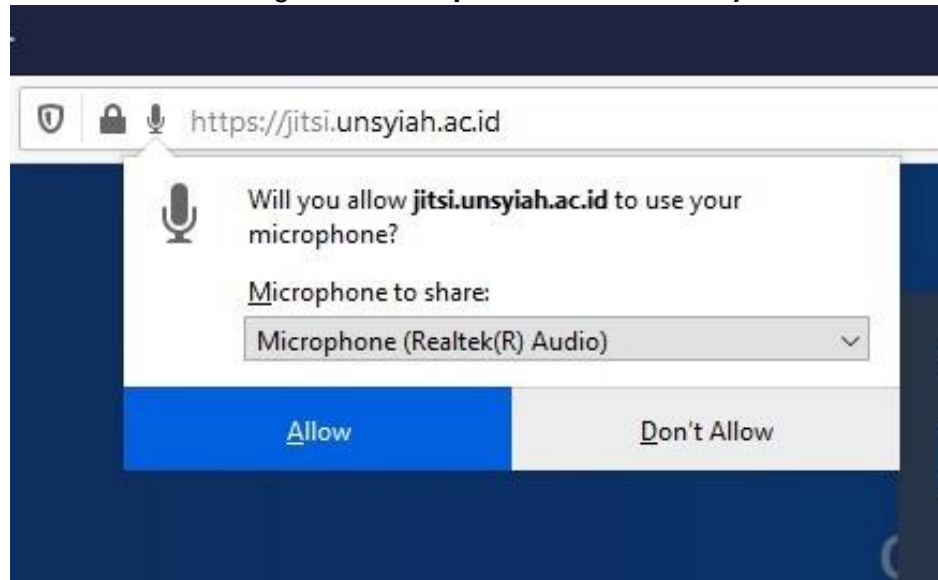 https://jitsi.unsyiah.ac.id
Will you allow jitsi.unsyiah.ac.id to use your
microphone?
Microphone to share:
Microphone (Realtek(R) Audio)
Allow
Don't Allow